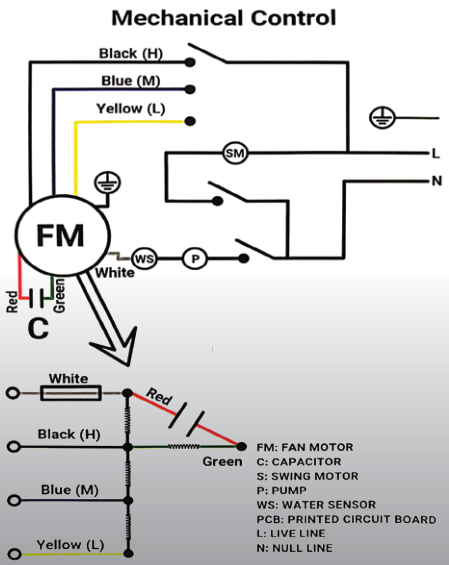 Mechanical Control
Black (H)
Blue (M)
Yellow (L)
SM
L
N
FM
White
WS
P
Red
Green
C
White
Red
Black (H)
Green
Blue (M)
Yellow (L)
FM: FAN MOTOR
C: CAPACITOR
S: SWING MOTOR
P: PUMP
WS: WATER SENSOR
PCB: PRINTED CIRCUIT BOARD
L: LIVE LINE
N: NULL LINE